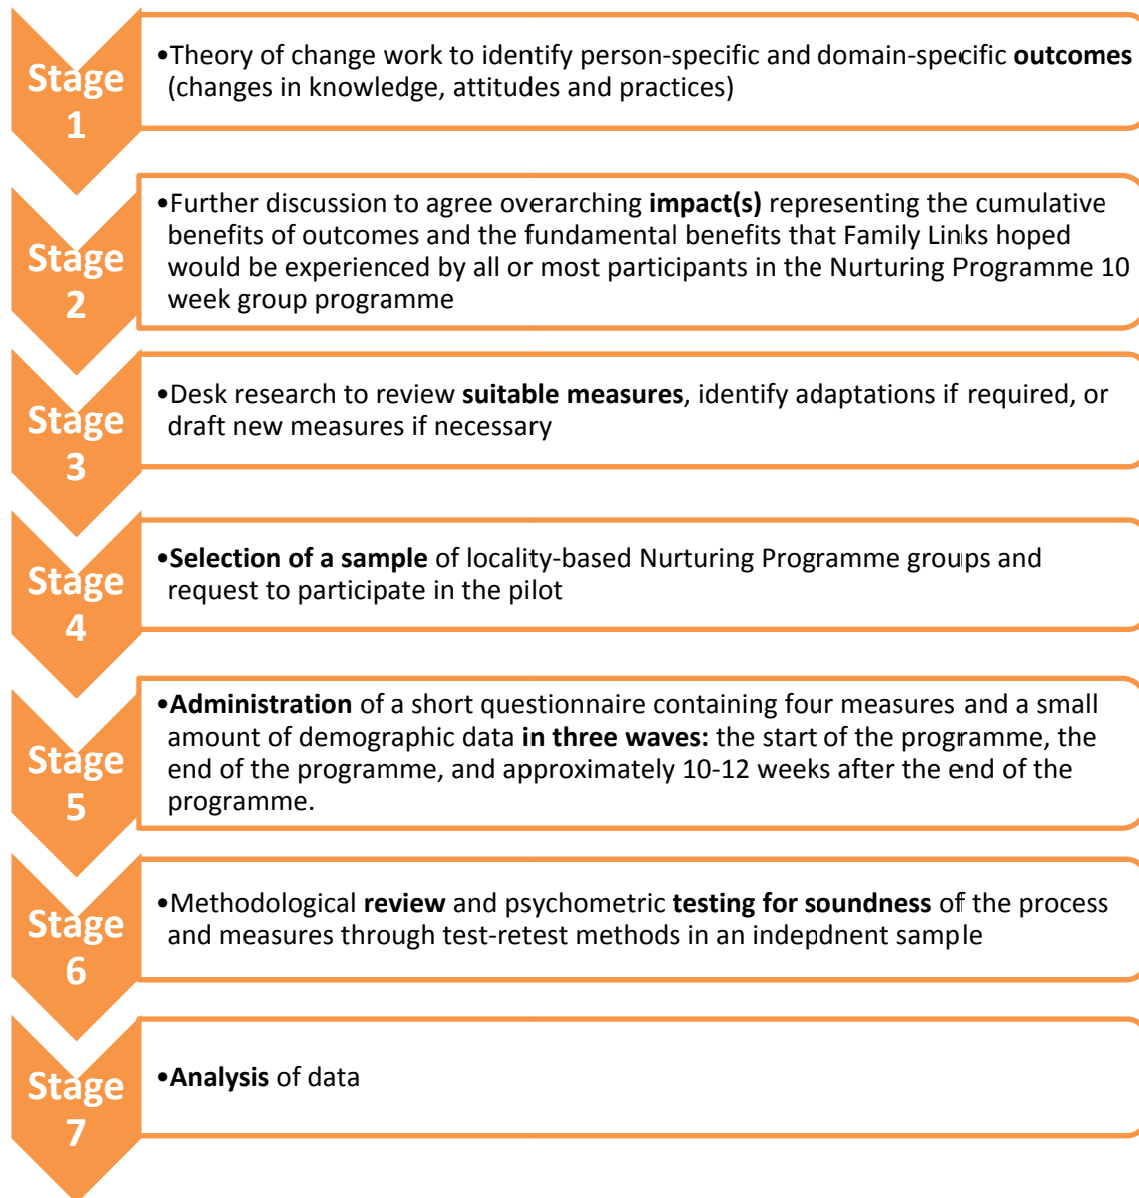 Stage
1
•Theory of change work to identify person-specific and domain-specific outcomes
(changes in knowledge, attitudes and practices)
Stage
2
•Further discussion to agree overarching impact(s) representing the cumulative
benefits of outcomes and the fundamental benefits that Family Links hoped
would be experienced by all or most participants in the Nurturing Programme 10
week group programme
Stage
3
•Desk research to review suitable measures, identify adaptations if required, or
draft new measures if necessary
Stage
4
•Selection of a sample of locality-based Nurturing Programme groups and
request to participate in the pilot
Stage
5
•Administration of a short questionnaire containing four measures and a small
amount of demographic data in three waves: the start of the programme, the
end of the programme, and approximately 10-12 weeks after the end of the
programme.
Stage
6
•Methodological review and psychometric testing for soundness of the process
and measures through test-retest methods in an indepdnent sample
Stage
7
•Analysis of data